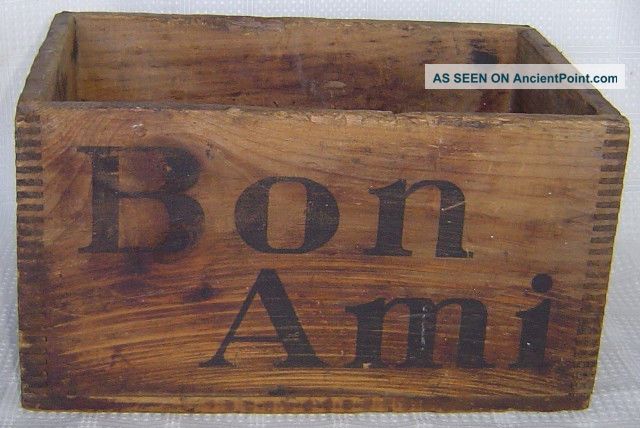 AS SEEN ON AncientPoint.com
Bon
Ami